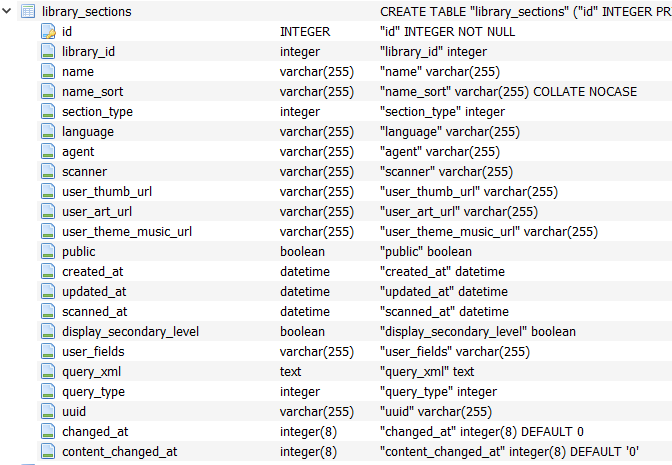 library_sections CREATE TABLE "library_sections" ("id" INTEGER PR
id INTEGER "id" INTEGER NOT NULL
library_id integer "library_id" integer
name varchar(255) "name" varchar(255)
name_sort varchar(255) "name_sort" varchar(255) COLLATE NOCASE
section_type integer "section_type" integer
language varchar(255) "language" varchar(255)
agent varchar(255) "agent" varchar(255)
scanner varchar(255) "scanner" varchar(255)
user_thumb_url varchar(255) "user_thumb_url" varchar(255)
user_art_url varchar(255) "user_art_url" varchar(255)
user_theme_music_url varchar(255) "user_theme_music_url" varchar(255)
public boolean "public" boolean
created_at datetime "created_at" datetime
updated_at datetime "updated_at" datetime
scanned_at datetime "scanned_at" datetime
display_secondary_level boolean "display_secondary_level" boolean
user_fields varchar(255) "user_fields" varchar(255)
query_xml text "query_xml" text
query_type integer "query_type" integer
uuid varchar(255) "uuid" varchar(255)
changed_at integer(8) "changed_at" integer(8) DEFAULT 0
content_changed_at integer(8) "content_changed_at" integer(8) DEFAULT '0'